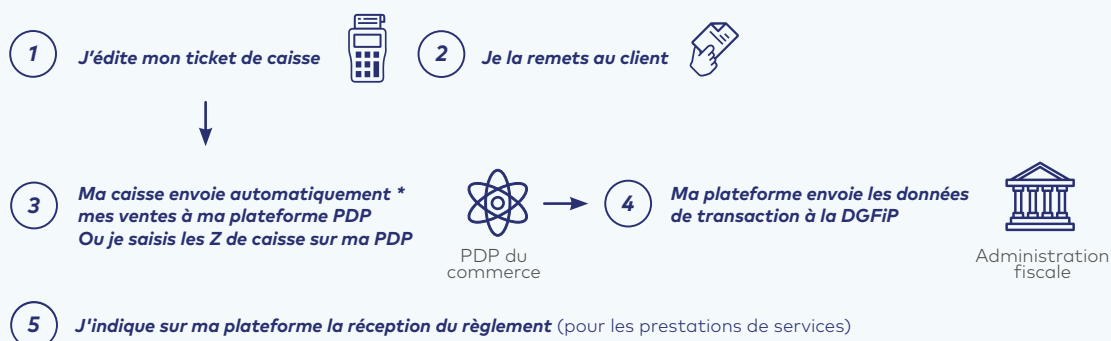 1 J'édite mon ticket de caisse
2 Je la remets au client
3 Ma caisse envoie automatiquement *
mes ventes à ma plateforme PDP
Ou je saisis les Z de caisse sur ma PDP
PDP du
commerce
4 Ma plateforme envoie les données
de transaction à la DGFiP
Administration
fiscale
5 J'indique sur ma plateforme la réception du règlement (pour les prestations de services)